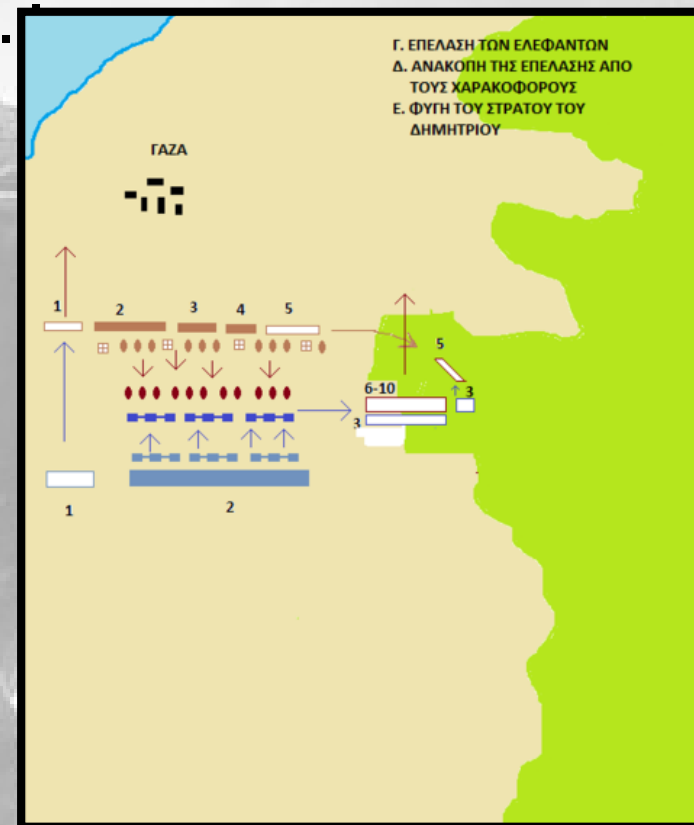 Γ. ΕΠΕΛΑΣΗ ΤΩΝ ΕΛΕΦΑΝΤΩΝ
Δ. ΑΝΑΚΟΠΗ ΤΗΣ ΕΠΕΛΑΣΗΣ ΑΠΟ
ΤΟΥΣ ΧΑΡΑΚΟΦΟΡΟΥΣ
Ε. ΦΥΓΗ ΤΟΥ ΣΤΡΑΤΟΥ ΤΟΥ
ΔΗΜΗΤΡΙΟΥ
ΓΑΖΑ
1 2 3 4 5
5
6-10 3
3
1 2